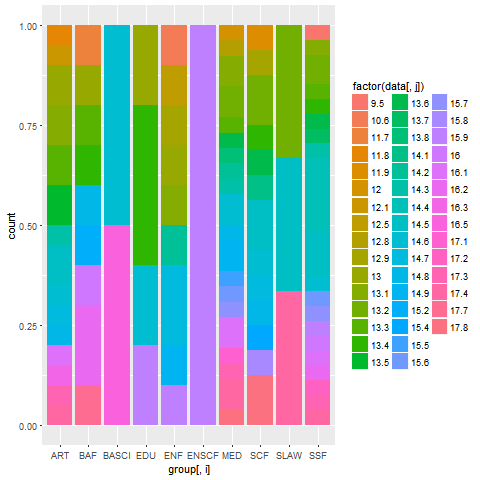 1.00
0.75
0.50
0.25
0.00
count
ART BAF BASCI EDU ENF ENSCF MED SCF SLAW SSF
group[, i]
factor(data[, j])
9.5 13.6 15.7
10.6 13.7 15.8
11.7 13.8 15.9
11.8 14.1 16
11.9 14.2 16.1
12 14.3 16.2
12.1 14.4 16.3
12.5 14.5 16.5
12.8 14.6 17.1
12.9 14.7 17.2
13 14.8 17.3
13.1 14.9 17.4
13.3 15.2 17.7
13.4 15.4 17.8
13.5 15.5
15.6